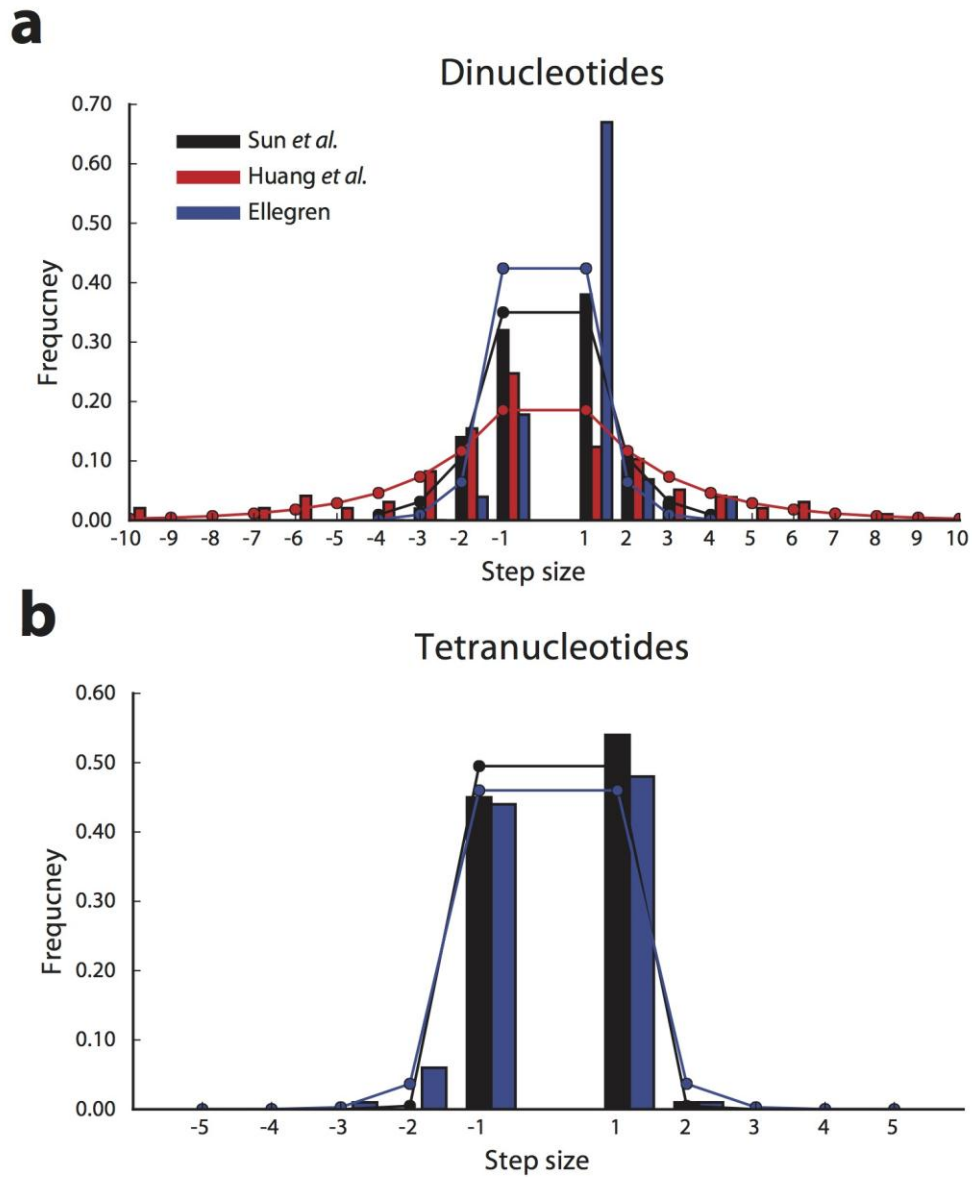 a
Dinucleotides
0.70
0.60
0.50
0.40
0.30
0.20
0.10
0.00
Frequcney
Sun et al.
Huang et al.
Ellegren
-10 -9 -8 -7 -6 -5 -4 -3 -2 -1 1 2 3 4 5 6 7 8 9 10
Step size
b
Tetranucleotides
0.60
0.50
0.40
0.30
0.20
0.10
0.00
Frequcney
-5 -4 -3 -2 -1 1 2 3 4 5
Step size